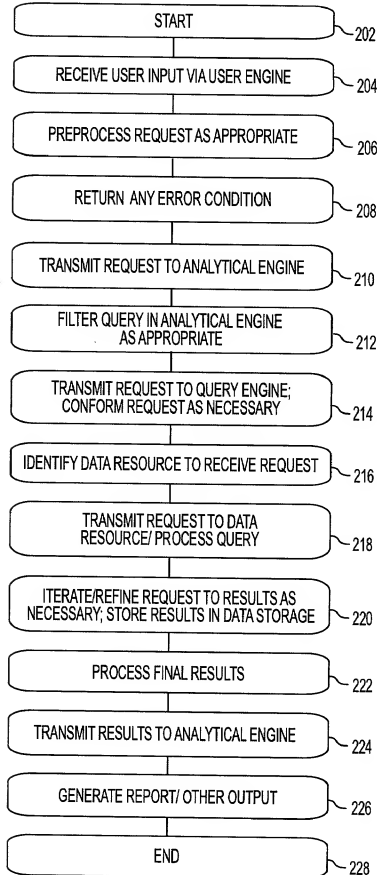 START
202
RECEIVE USER INPUT VIA USER ENGINE
204
PREPROCESS REQUEST AS APPROPRIATE
206
RETURN ANY ERROR CONDITION
208
TRANSMIT REQUEST TO ANALYTICAL ENGINE
210
FILTER QUERY IN ANALYTICAL ENGINE
AS APPROPRIATE
212
TRANSMIT REQUEST TO QUERY ENGINE;
CONFORM REQUEST AS NECESSARY
214
IDENTIFY DATA RESOURCE TO RECEIVE REQUEST
216
TRANSMIT REQUEST TO DATA
RESOURCE/ PROCESS QUERY
218
ITERATE/REFINE REQUEST TO RESULTS AS
NECESSARY; STORE RESULTS IN DATA STORAGE
220
PROCESS FINAL RESULTS
222
TRANSMIT RESULTS TO ANALYTICAL ENGINE
224
GENERATE REPORT/ OTHER OUTPUT
226
END
228